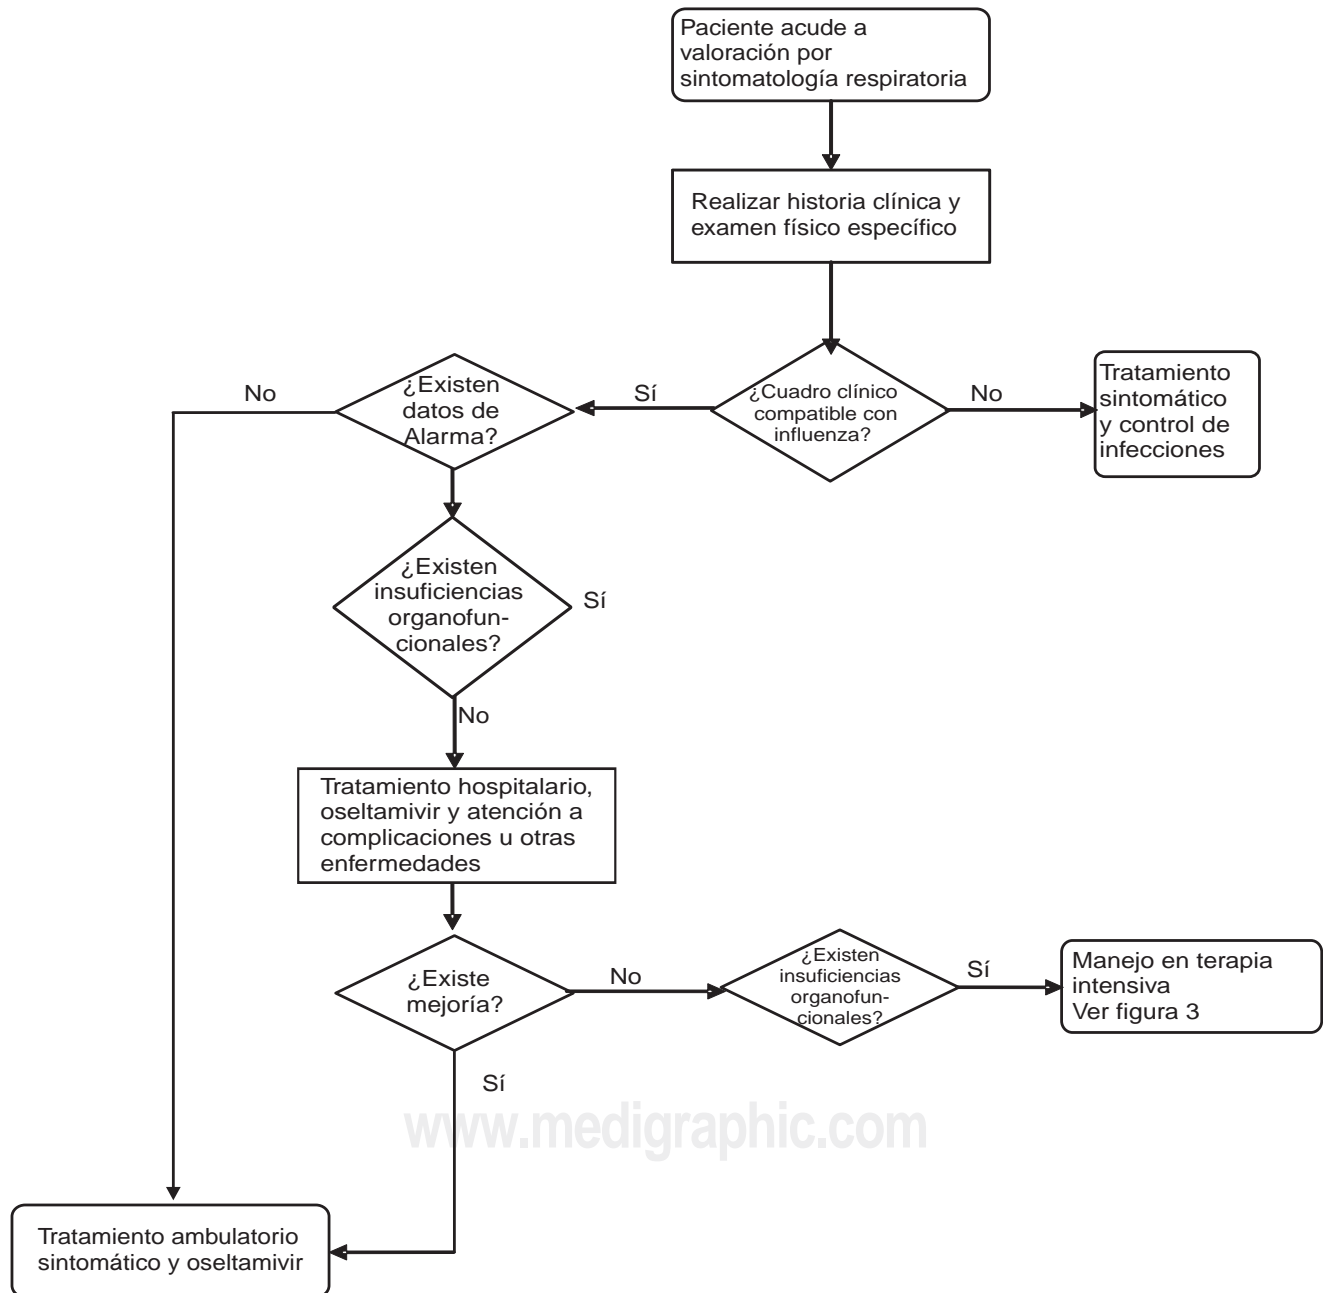 Paciente acude a
valoración por
sintomatología respiratoria
Realizar historia clínica y
examen físico específico
¿Cuadro clínico
compatible con
influenza?
No
Tratamiento
sintomático
y control de
infecciones
Sí
¿Existen
datos de
Alarma?
No
¿Existen
insuficiencias
organofun-
cionales?
Sí
No
Tratamiento hospitalario,
oseltamivir y atención a
complicaciones u otras
enfermedades
¿Existe
mejoría?
No
¿Existen
insuficiencias
organofun-
cionales?
Sí
Manejo en terapia
intensiva
Ver figura 3
Sí
www.medigraphic.com
Tratamiento ambulatorio
sintomático y oseltamivir